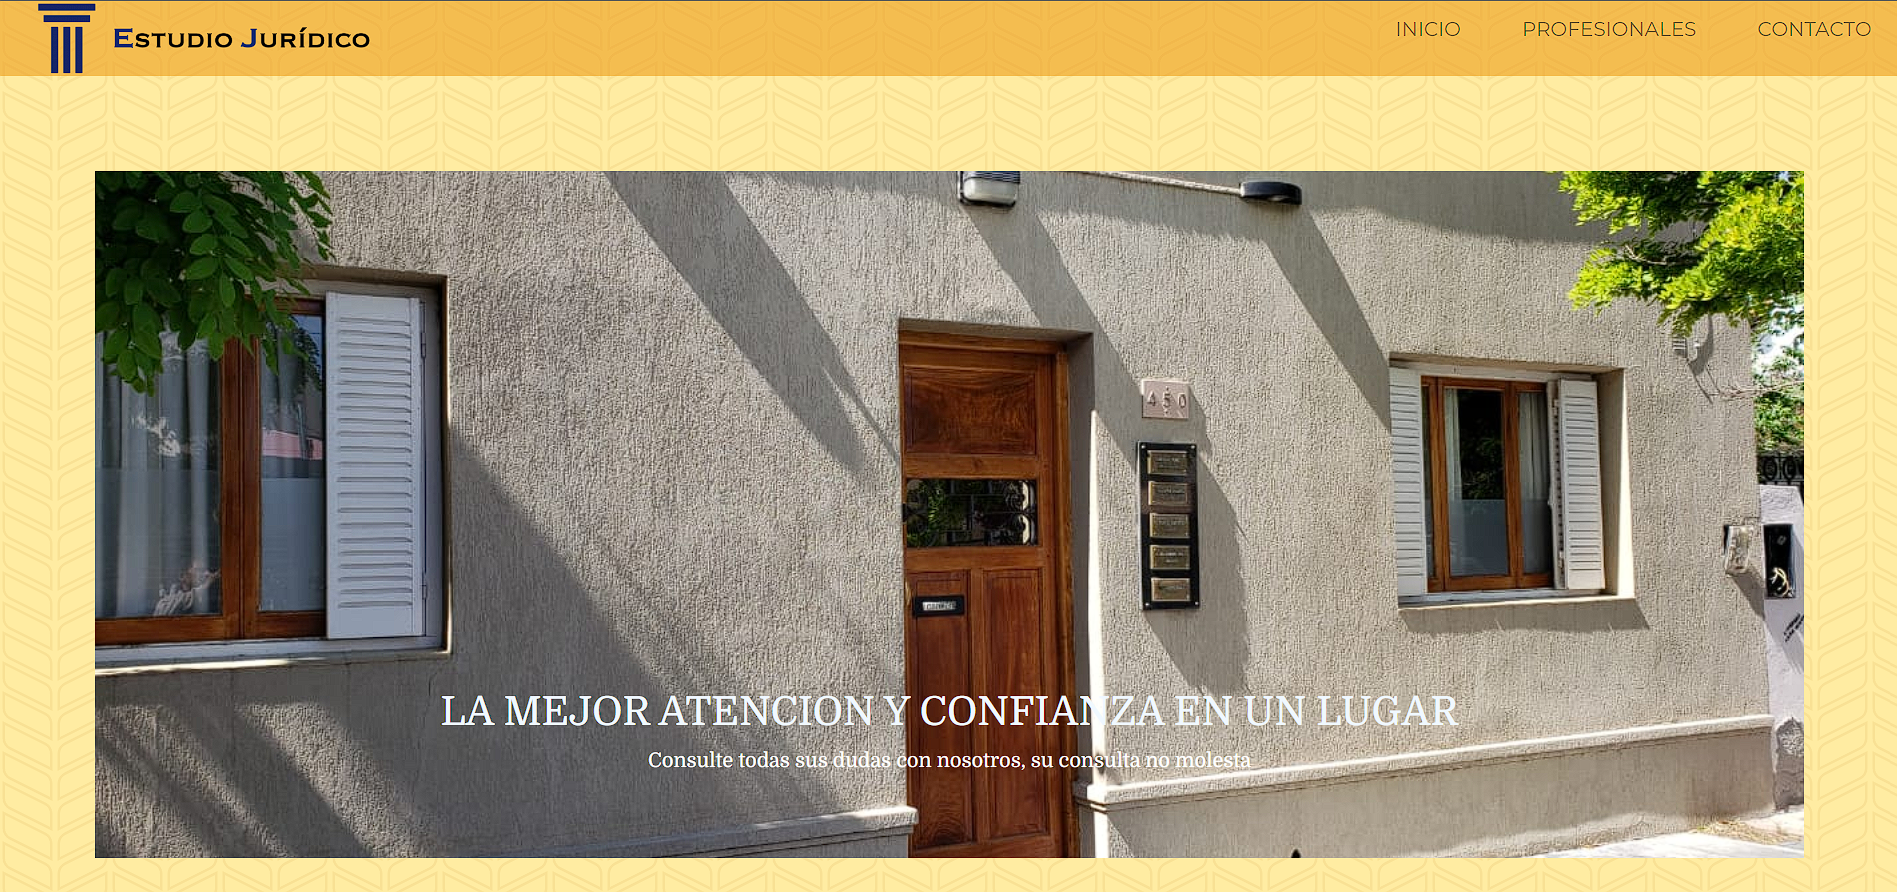 Estudio Jurídico
INICIO PROFESIONALES CONTACTO
450
LA MEJOR ATENCION Y CONFIANZA EN UN LUGAR
Consulte todas sus dudas con nosotros, su consulta no molesta